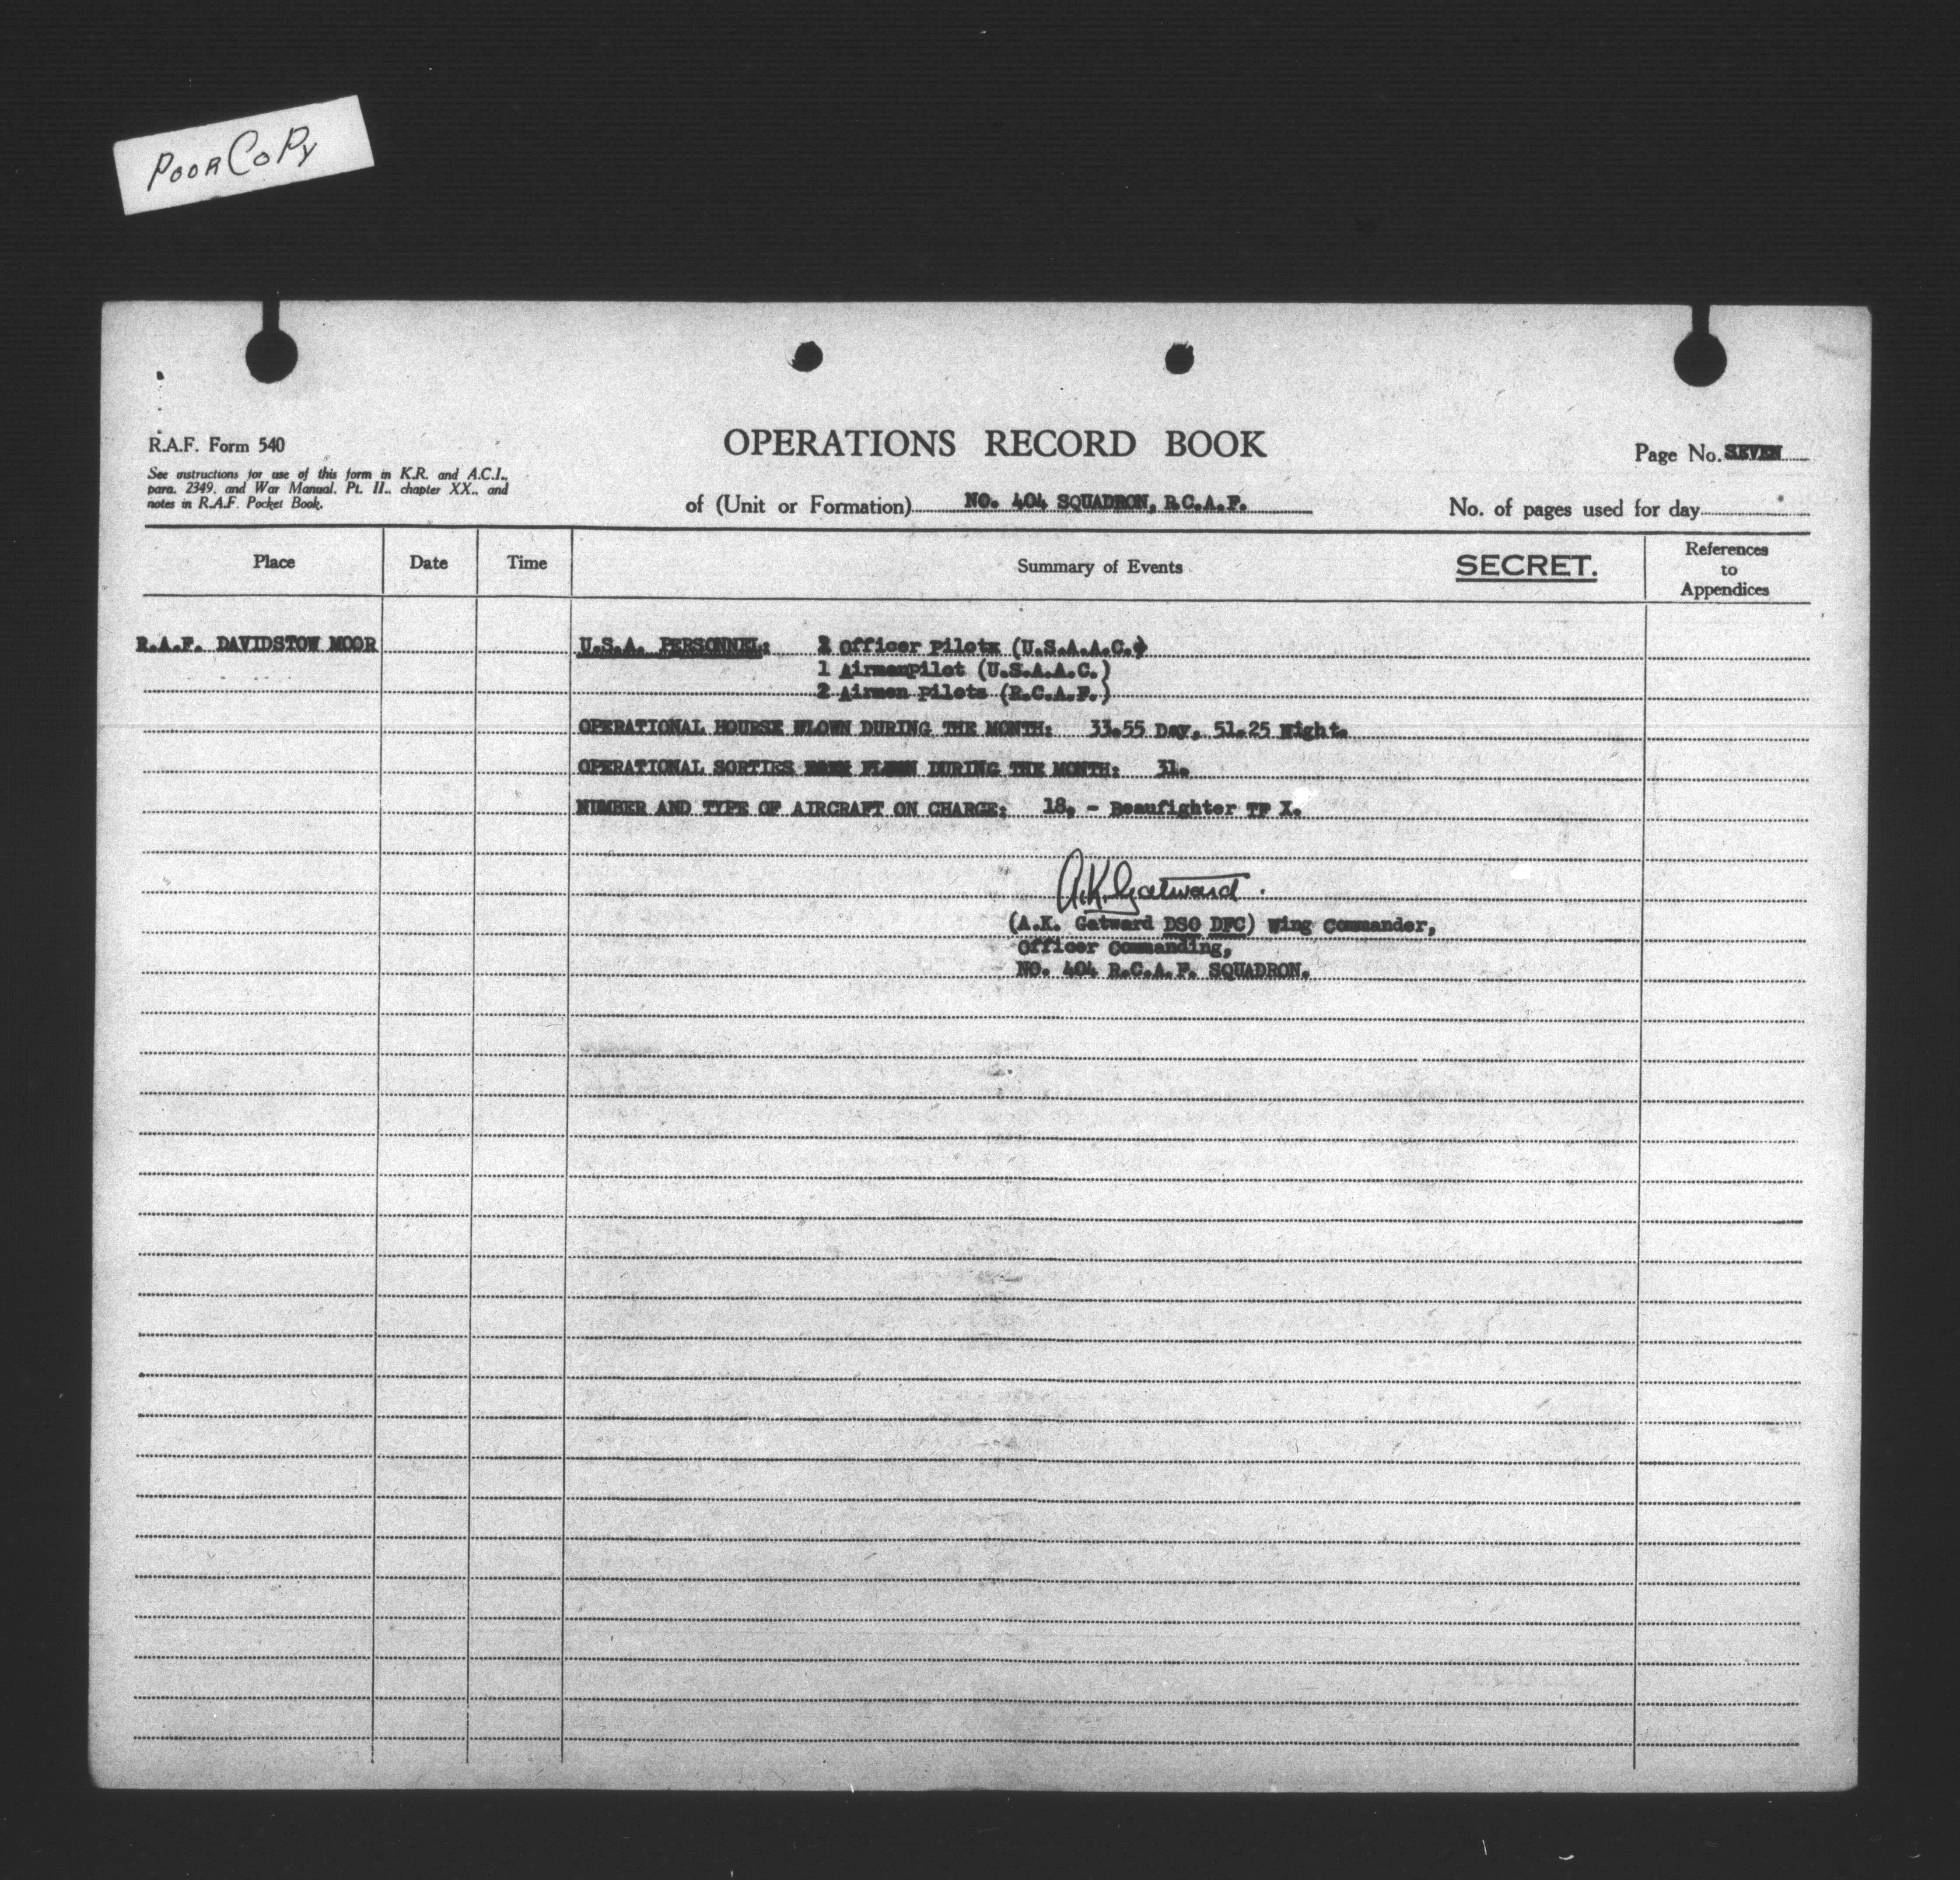 POOR COPY
R.A.F. Form 540
See instructions for use of this form in K.R. and A.C.I.,
para. 2349, and War Manual. Pt. II., chapter XX., and
notes in R.A.F. Pocket Book.
OPERATIONS RECORD BOOK
Page No. SEVEN
of (Unit or Formation) NO. 404 SQUADRON, R.C.A.F.
No. of pages used for day
Place Date Time Summary of Events SECRET. References to Appendices
R.A.F. DAVIDSTOW MOOR U.S.A. PERSONNEL: 2 Officer Pilots (U.S.A.A.C.)
1 Airmanpilot (U.S.A.A.C.)
2 Airmen pilots (R.C.A.F.)
OPERATIONAL HOURS FLOWN DURING THE MONTH: 33.55 Day, 51.25 Night.
OPERATIONAL SORTIES FLOWN DURING THE MONTH: 31.
NUMBER AND TYPE OF AIRCRAFT ON CHARGE: 18, - Beaufighter TF X.
A.K. Gatward.
(A.K. Gatward DSO DFC) Wing Commander,
Officer Commanding,
NO. 404 R.C.A.F. SQUADRON.